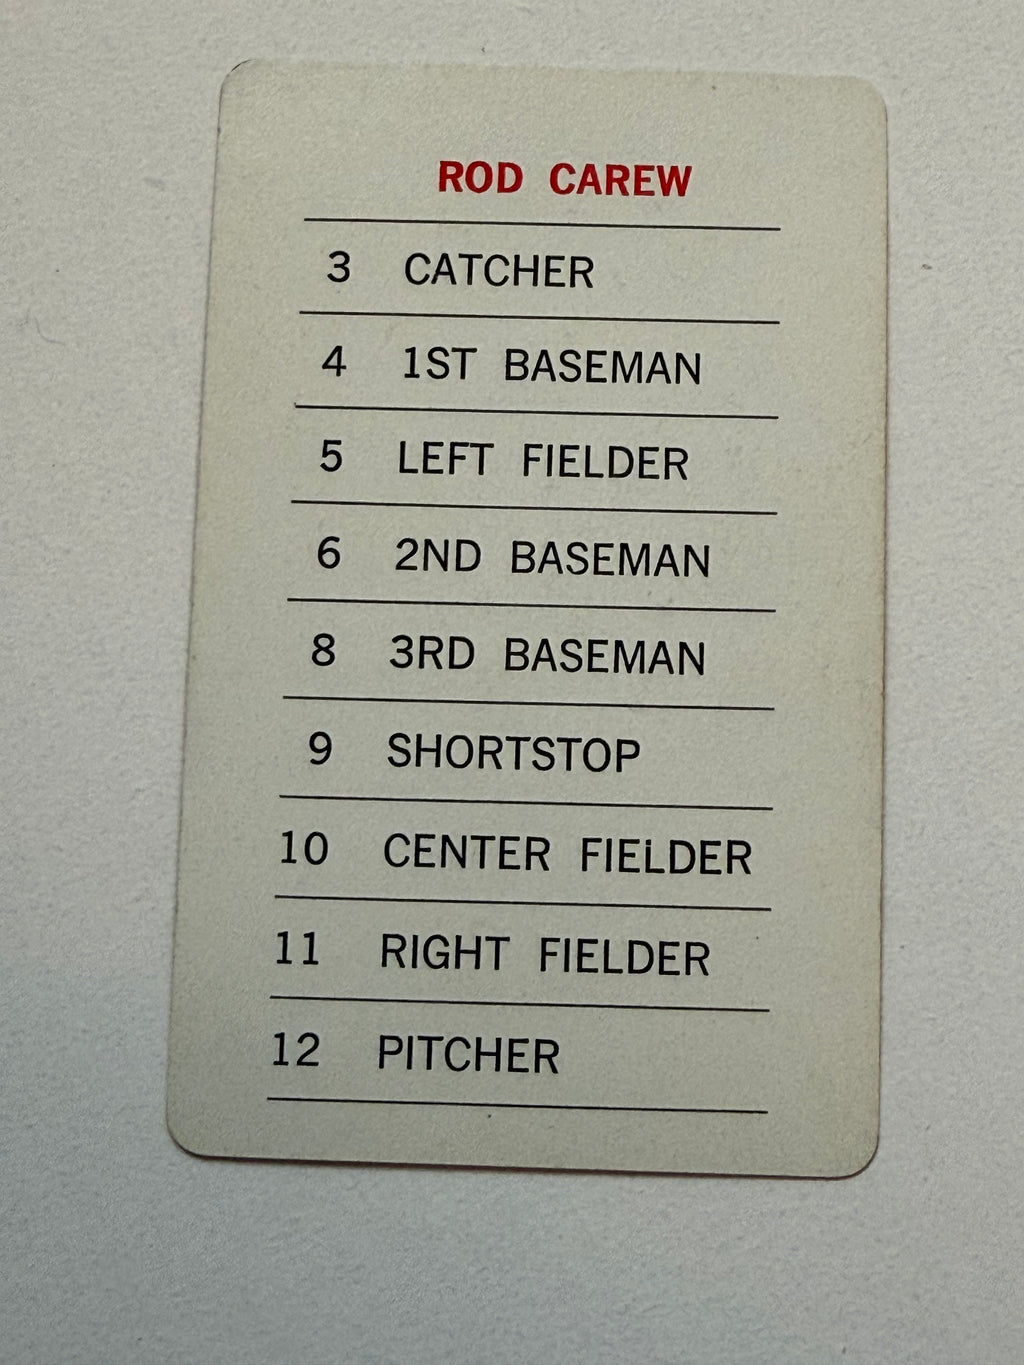 ROD CAREW
3 CATCHER
4 1ST BASEMAN
5 LEFT FIELDER
6 2ND BASEMAN
8 3RD BASEMAN
9 SHORTSTOP
10 CENTER FIELDER
11 RIGHT FIELDER
12 PITCHER